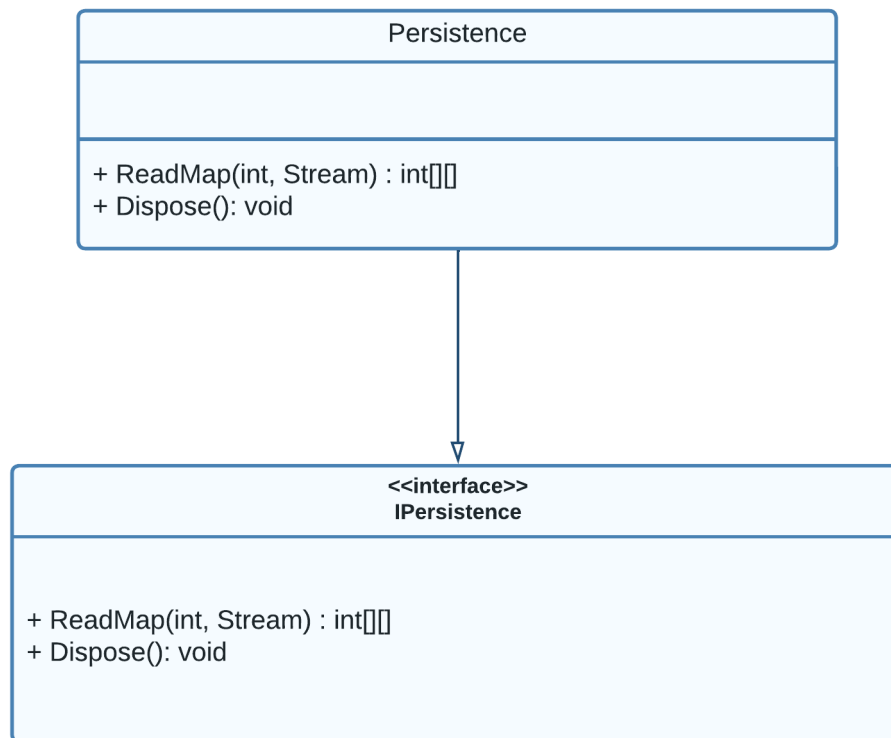 Persistence
+ ReadMap(int, Stream) : int[][]
+ Dispose(): void
<<interface>>
IPersistence
+ ReadMap(int, Stream) : int[][]
+ Dispose(): void